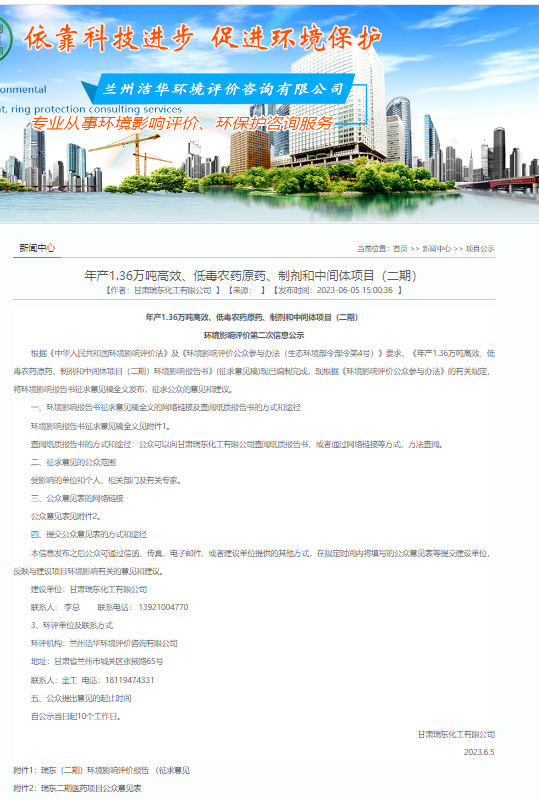 依靠科技进步 促进环境保护
onmental
兰州洁华环境评价咨询有限公司
nt, ring protection consulting services
专业从事环境影响评价、环保护咨询服务
新闻中心
当前位置：首页 >> 新闻中心 >> 项目公示
年产1.36万吨高效、低毒农药原药、制剂和中间体项目（二期）
【作者：甘肃瑞东化工有限公司 】 【来源： 】 【发布时间：2023-06-05 15:00:36 】
年产1.36万吨高效、低毒农药原药、制剂和中间体项目（二期）
环境影响评价第二次信息公示
根据《中华人民共和国环境影响评价法》及《环境影响评价公众参与办法（生态环境部令部令第4号）》要求，《年产1.36万吨高效、低
毒农药原药、制剂和中间体项目（二期）环境影响报告书》(征求意见稿)现已编制完成，现根据《环境影响评价公众参与办法》的有关规定，
将环境影响报告书征求意见稿全文发布，征求公众的意见和建议。
一、环境影响报告书征求意见稿全文的网络链接及查阅纸质报告书的方式和途径
环境影响报告书征求意见稿全文见附件1。
查阅纸质报告书的方式和途径：公众可以向甘肃瑞东化工有限公司查阅纸质报告书，或者通过网络链接等方式、方法查阅。
二、征求意见的公众范围
受影响的单位和个人、相关部门及有关专家。
三、公众意见表的网络链接
公众意见表见附件2。
四、提交公众意见表的方式和途径
本信息发布之后公众可通过信函、传真、电子邮件、或者建设单位提供的其他方式，在规定时间内将填写的公众意见表等提交建设单位，
反映与建设项目环境影响有关的意见和建议。
建设单位：甘肃瑞东化工有限公司
联系人： 李总 联系电话： 13921004770
3、环评单位及联系方式
环评机构：兰州洁华环境评价咨询有限公司
地址：甘肃省兰州市城关区张掖路65号
联系人：金工 电话：18119474331
五、公众提出意见的起止时间
自公示当日起10个工作日。
甘肃瑞东化工有限公司
2023.6.5
附件1：瑞东（二期）环境影响评价报告 （征求意见
附件2：瑞东二期医药项目公众意见表